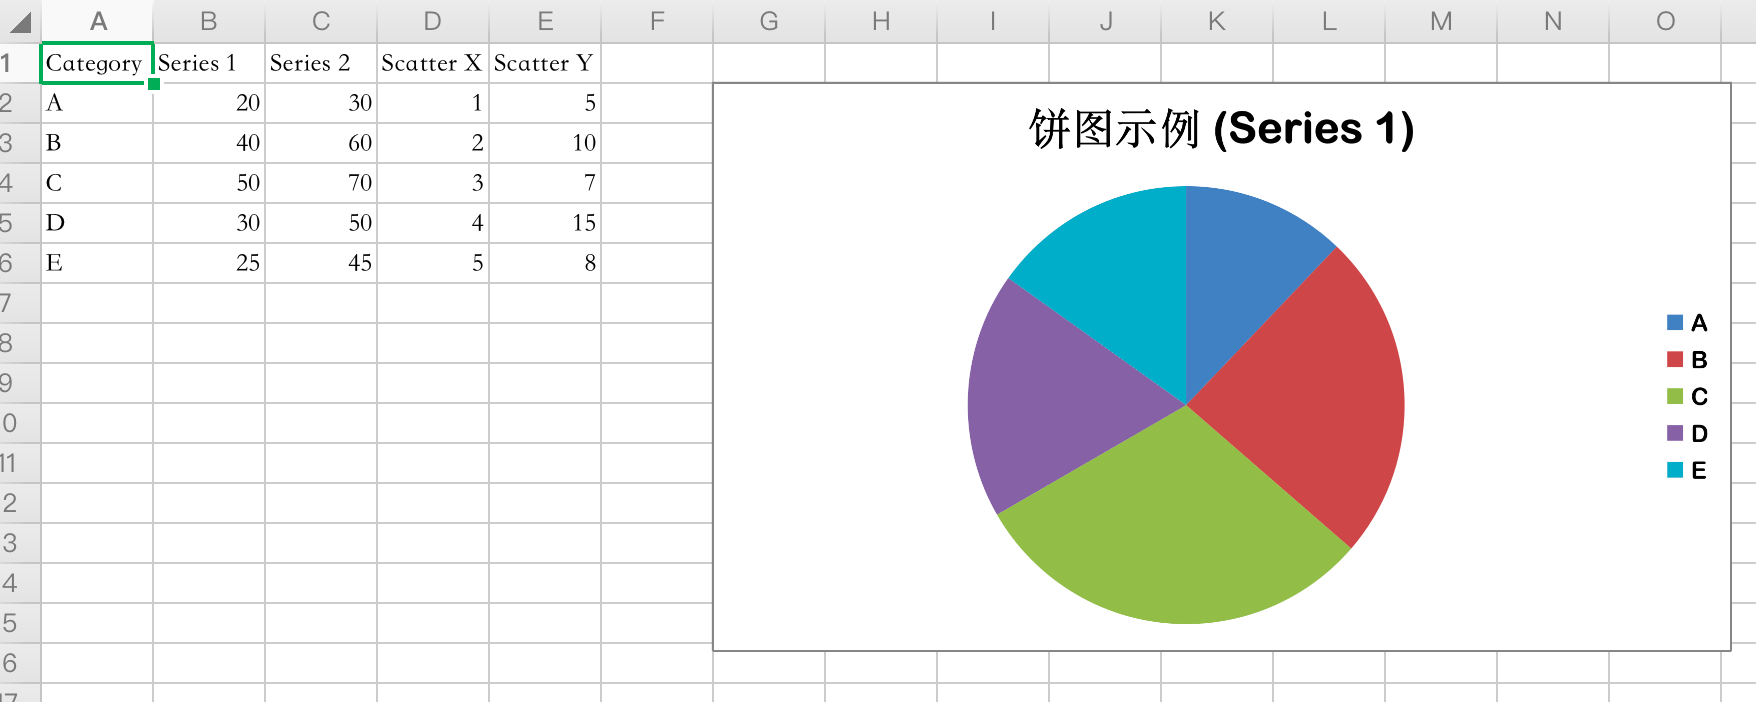 A B C D E F G H I J K L M N O
1 Category Series 1 Series 2 Scatter X Scatter Y
2 A 20 30 1 5
3 B 40 60 2 10
4 C 50 70 3 7
5 D 30 50 4 15
6 E 25 45 5 8
7
8
9
0
11
2
3
4
5
6
17
饼图示例 (Series 1)
A
B
C
D
E